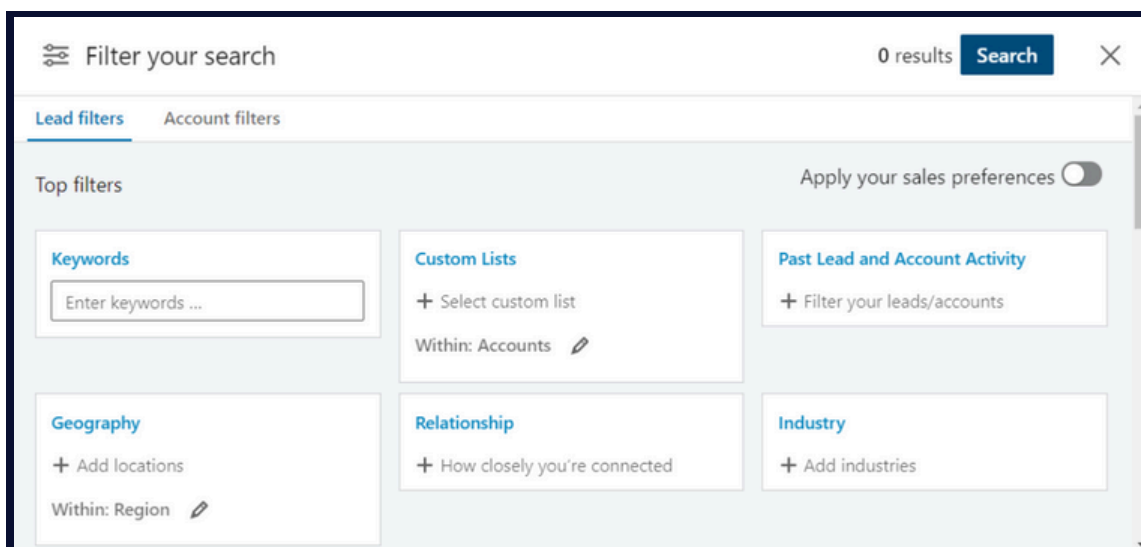 Filter your search
0 results Search
Lead filters Account filters
Top filters
Apply your sales preferences
Keywords
Enter keywords ...
Custom Lists
+ Select custom list
Within: Accounts
Past Lead and Account Activity
+ Filter your leads/accounts
Geography
+ Add locations
Within: Region
Relationship
+ How closely you're connected
Industry
+ Add industries